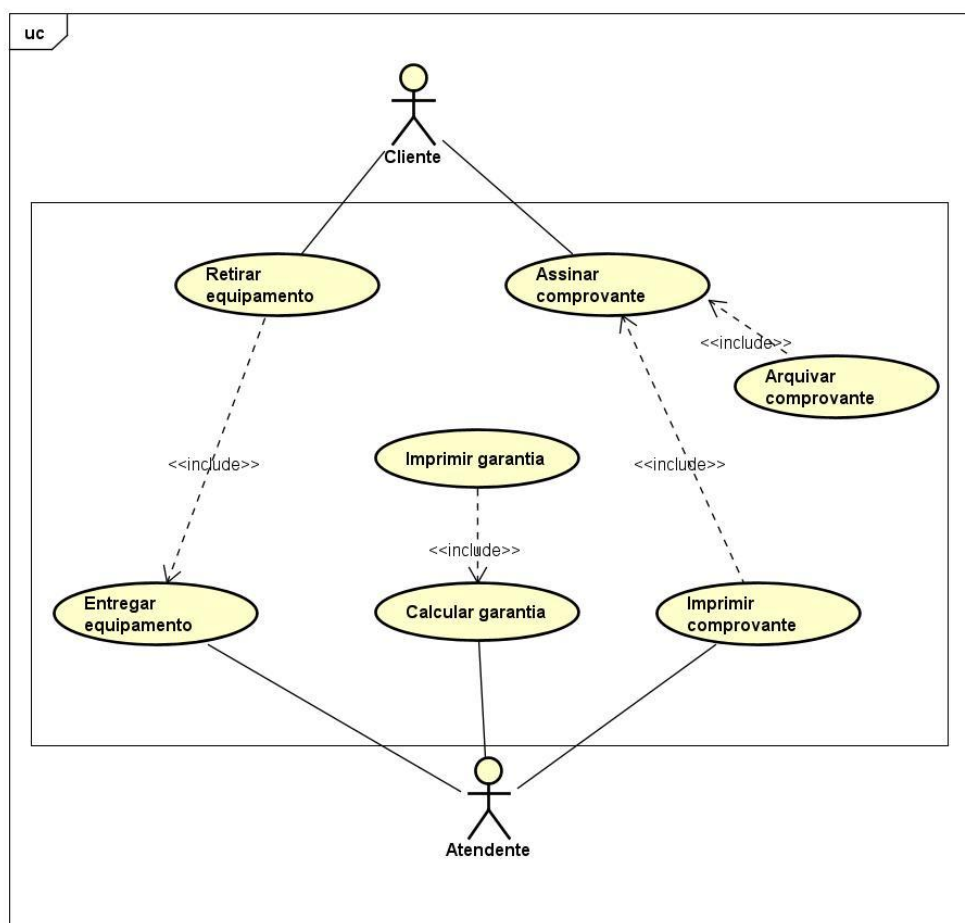 uc
Cliente
Retirar
equipamento
Assinar
comprovante
<<include>>
Arquivar
comprovante
<<include>>
Imprimir garantia
<<include>>
<<include>>
Entregar
equipamento
Calcular garantia
Imprimir
comprovante
Atendente